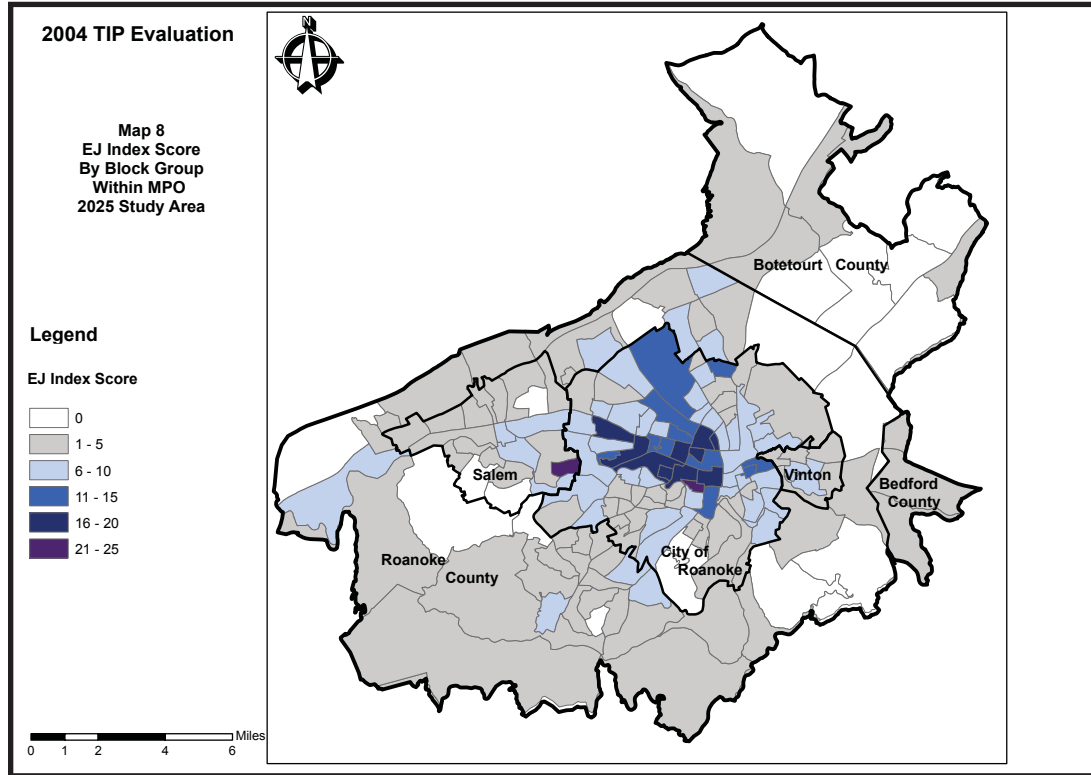 2004 TIP Evaluation
Map 8
EJ Index Score
By Block Group
Within MPO
2025 Study Area
Legend
EJ Index Score
0
1 - 5
6 - 10
11 - 15
16 - 20
21 - 25
0 1 2 4 6 Miles
N
Botetourt County
Salem
Vinton
Bedford
County
Roanoke
County
City of
Roanoke